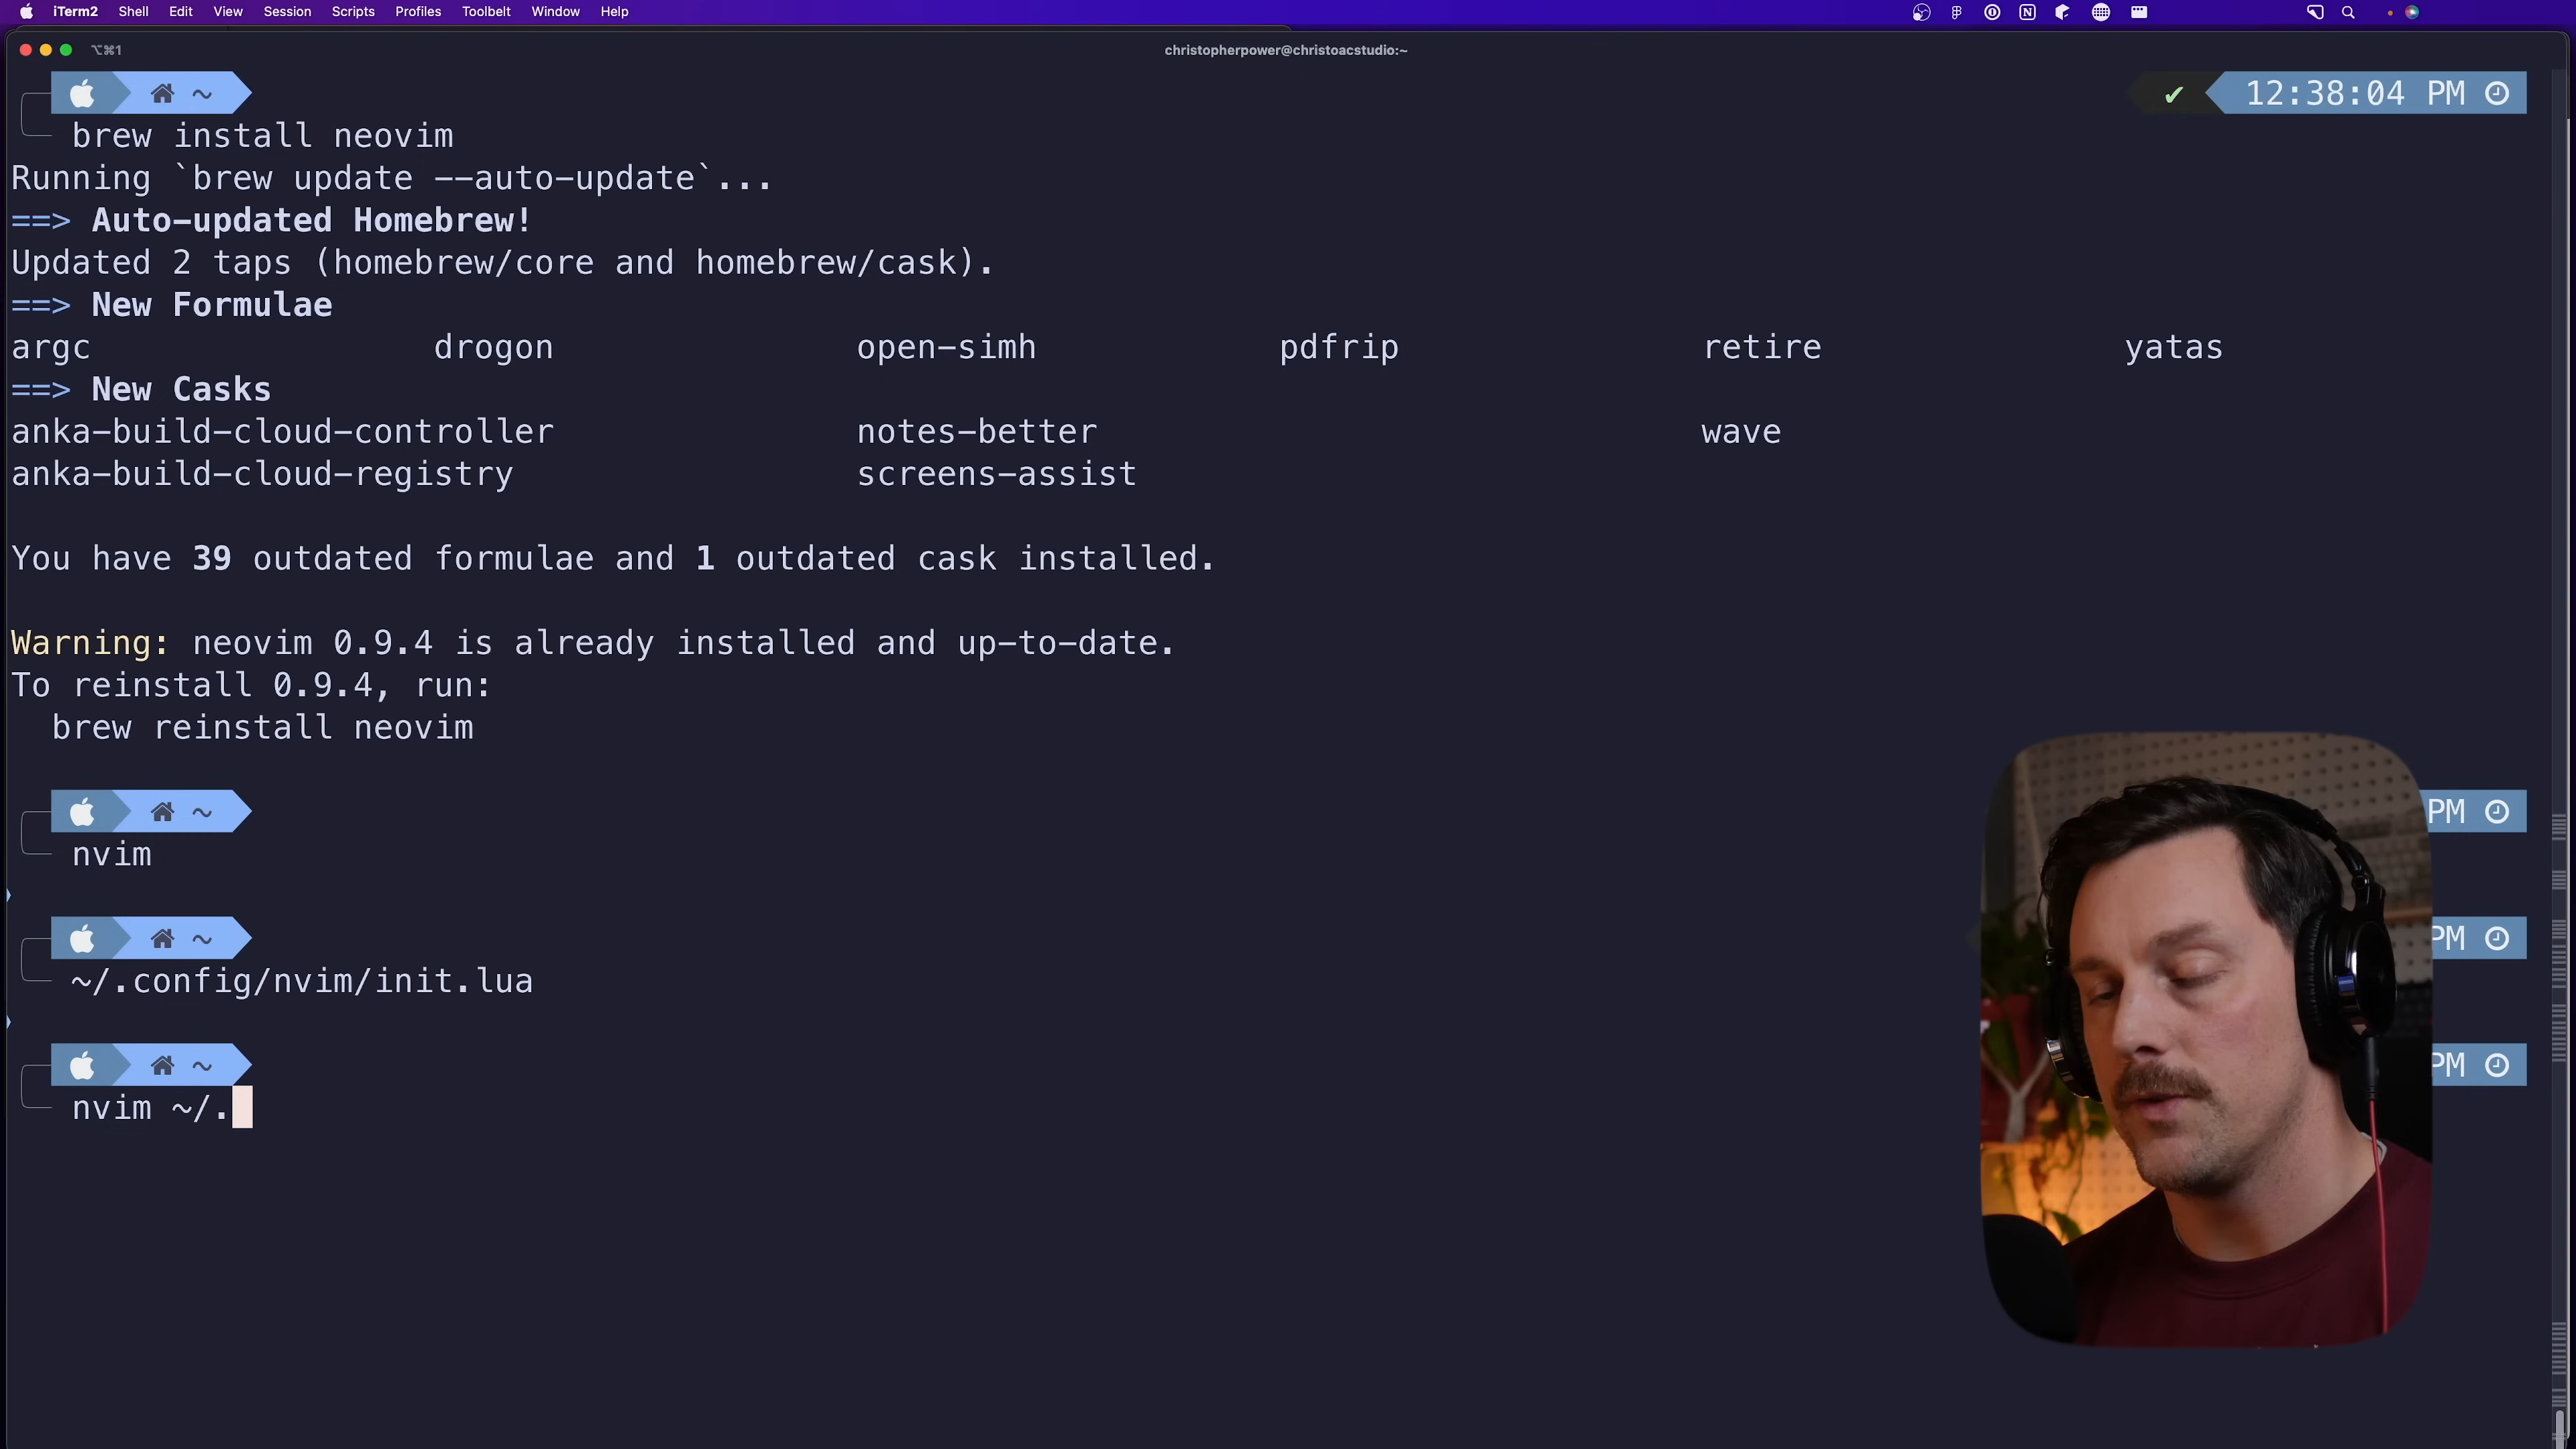 iTerm2 Shell Edit View Session Scripts Profiles Toolbelt Window Help
⌥⌘1 christopherpower@christoacstudio:~
~ ✔ 12:38:04 PM
brew install neovim
Running `brew update --auto-update`...
==> Auto-updated Homebrew!
Updated 2 taps (homebrew/core and homebrew/cask).
==> New Formulae
argc drogon open-simh pdfrip retire yatas
==> New Casks
anka-build-cloud-controller notes-better wave
anka-build-cloud-registry screens-assist
You have 39 outdated formulae and 1 outdated cask installed.
Warning: neovim 0.9.4 is already installed and up-to-date.
To reinstall 0.9.4, run:
brew reinstall neovim
~ PM
nvim
~ PM
~/.config/nvim/init.lua
~ PM
nvim ~/.